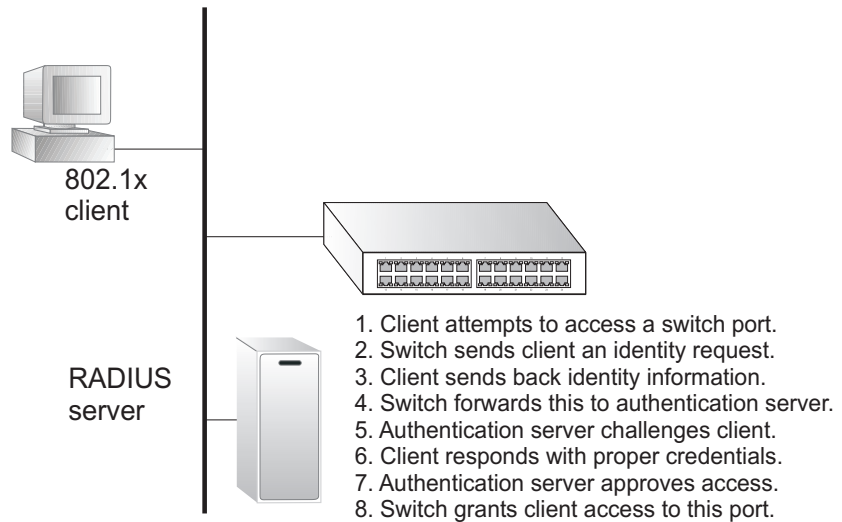 802.1x
client
RADIUS
server
1. Client attempts to access a switch port.
2. Switch sends client an identity request.
3. Client sends back identity information.
4. Switch forwards this to authentication server.
5. Authentication server challenges client.
6. Client responds with proper credentials.
7. Authentication server approves access.
8. Switch grants client access to this port.